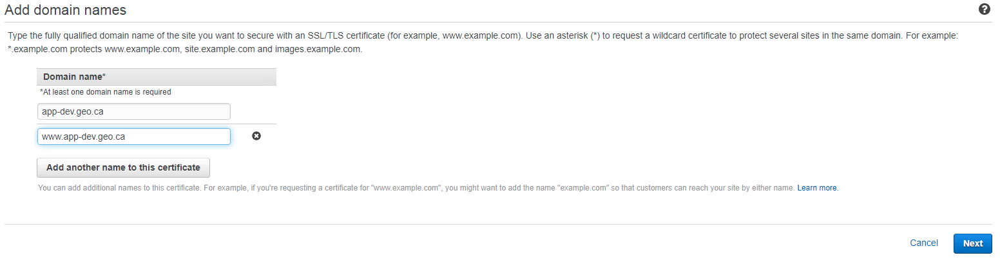 Add domain names
Type the fully qualified domain name of the site you want to secure with an SSL/TLS certificate (for example, www.example.com). Use an asterisk (*) to request a wildcard certificate to protect several sites in the same domain. For example:
*.example.com protects www.example.com, site.example.com and images.example.com.
Domain name*
*At least one domain name is required
app-dev.geo.ca
www.app-dev.geo.ca
Add another name to this certificate
You can add additional names to this certificate. For example, if you're requesting a certificate for "www.example.com", you might want to add the name "example.com" so that customers can reach your site by either name. Learn more.
Cancel Next